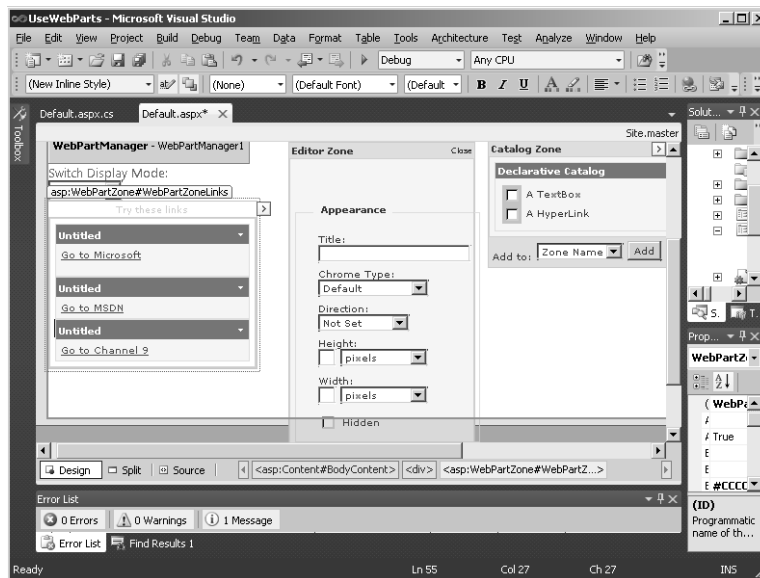 UseWebParts - Microsoft Visual Studio
File Edit View Project Build Debug Team Data Format Table Tools Architecture Test Analyze Window Help
Debug Any CPU
(New Inline Style) (None) (Default Font) (Default B I U
Default.aspx.cs Default.aspx*
Toolbox
Site.master
WebPartManager - WebPartManager1
Switch Display Mode:
asp:WebPartZone#WebPartZoneLinks
Try these links
Untitled
Go to Microsoft
Untitled
Go to MSDN
Untitled
Go to Channel 9
Editor Zone Close
Appearance
Title:
Chrome Type:
Default
Direction:
Not Set
Height:
pixels
Width:
pixels
Hidden
Catalog Zone
Declarative Catalog
A TextBox
A HyperLink
Add to: Zone Name Add
Design Split Source <asp:Content#BodyContent> <div> <asp:WebPartZone#WebPartZ...>
Error List
0 Errors 0 Warnings 1 Message
Error List Find Results 1
Solut...
S. T.
Prop...
WebPartZ
( WebPa
True
E
E
E #CCCC
(ID)
Programmatic
name of th...
Ready Ln 55 Col 27 Ch 27 INS